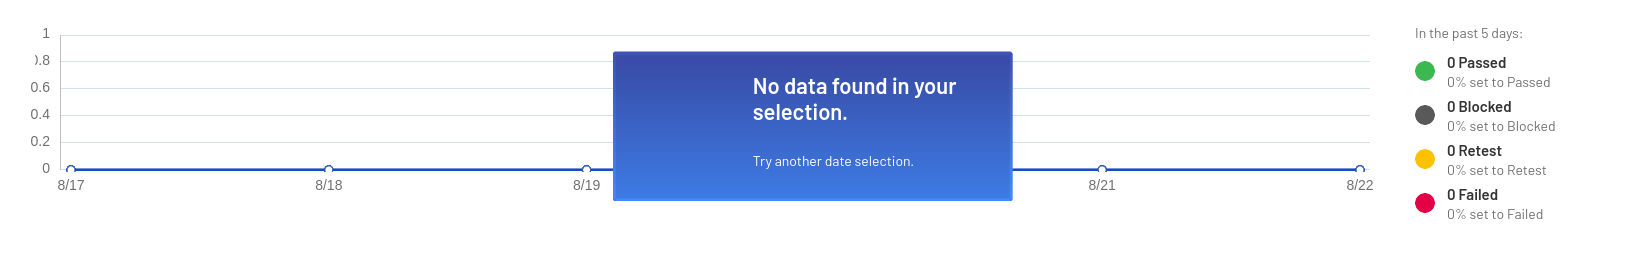 1
0.8
0.6
0.4
0.2
0
8/17
8/18
8/19
8/21
8/22
No data found in your
selection.
Try another date selection.
In the past 5 days:
0 Passed
0% set to Passed
0 Blocked
0% set to Blocked
0 Retest
0% set to Retest
0 Failed
0% set to Failed